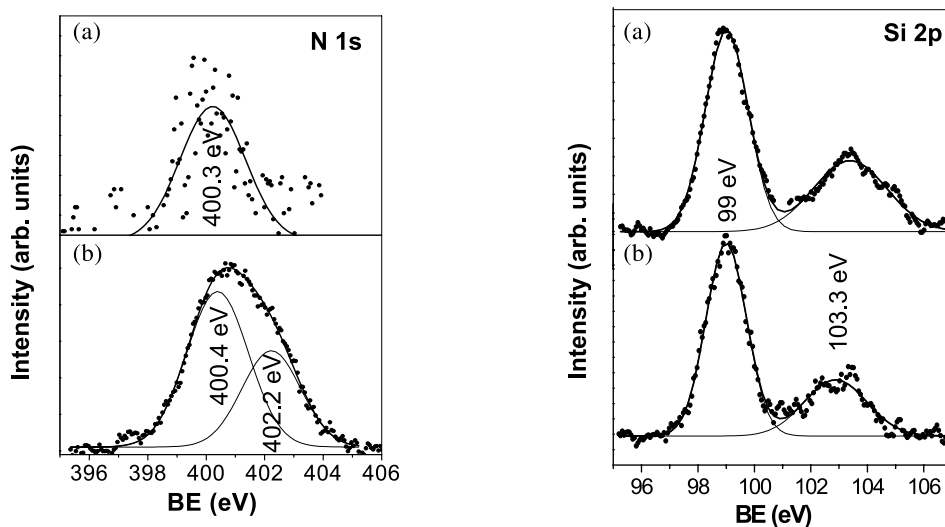 (a)
N 1s
400.3 eV
(b)
400.4 eV
402.2 eV
Intensity (arb. units)
396 398 400 402 404 406
BE (eV)
(a)
Si 2p
99 eV
(b)
103.3 eV
Intensity (arb. units)
96 98 100 102 104 106
BE (eV)